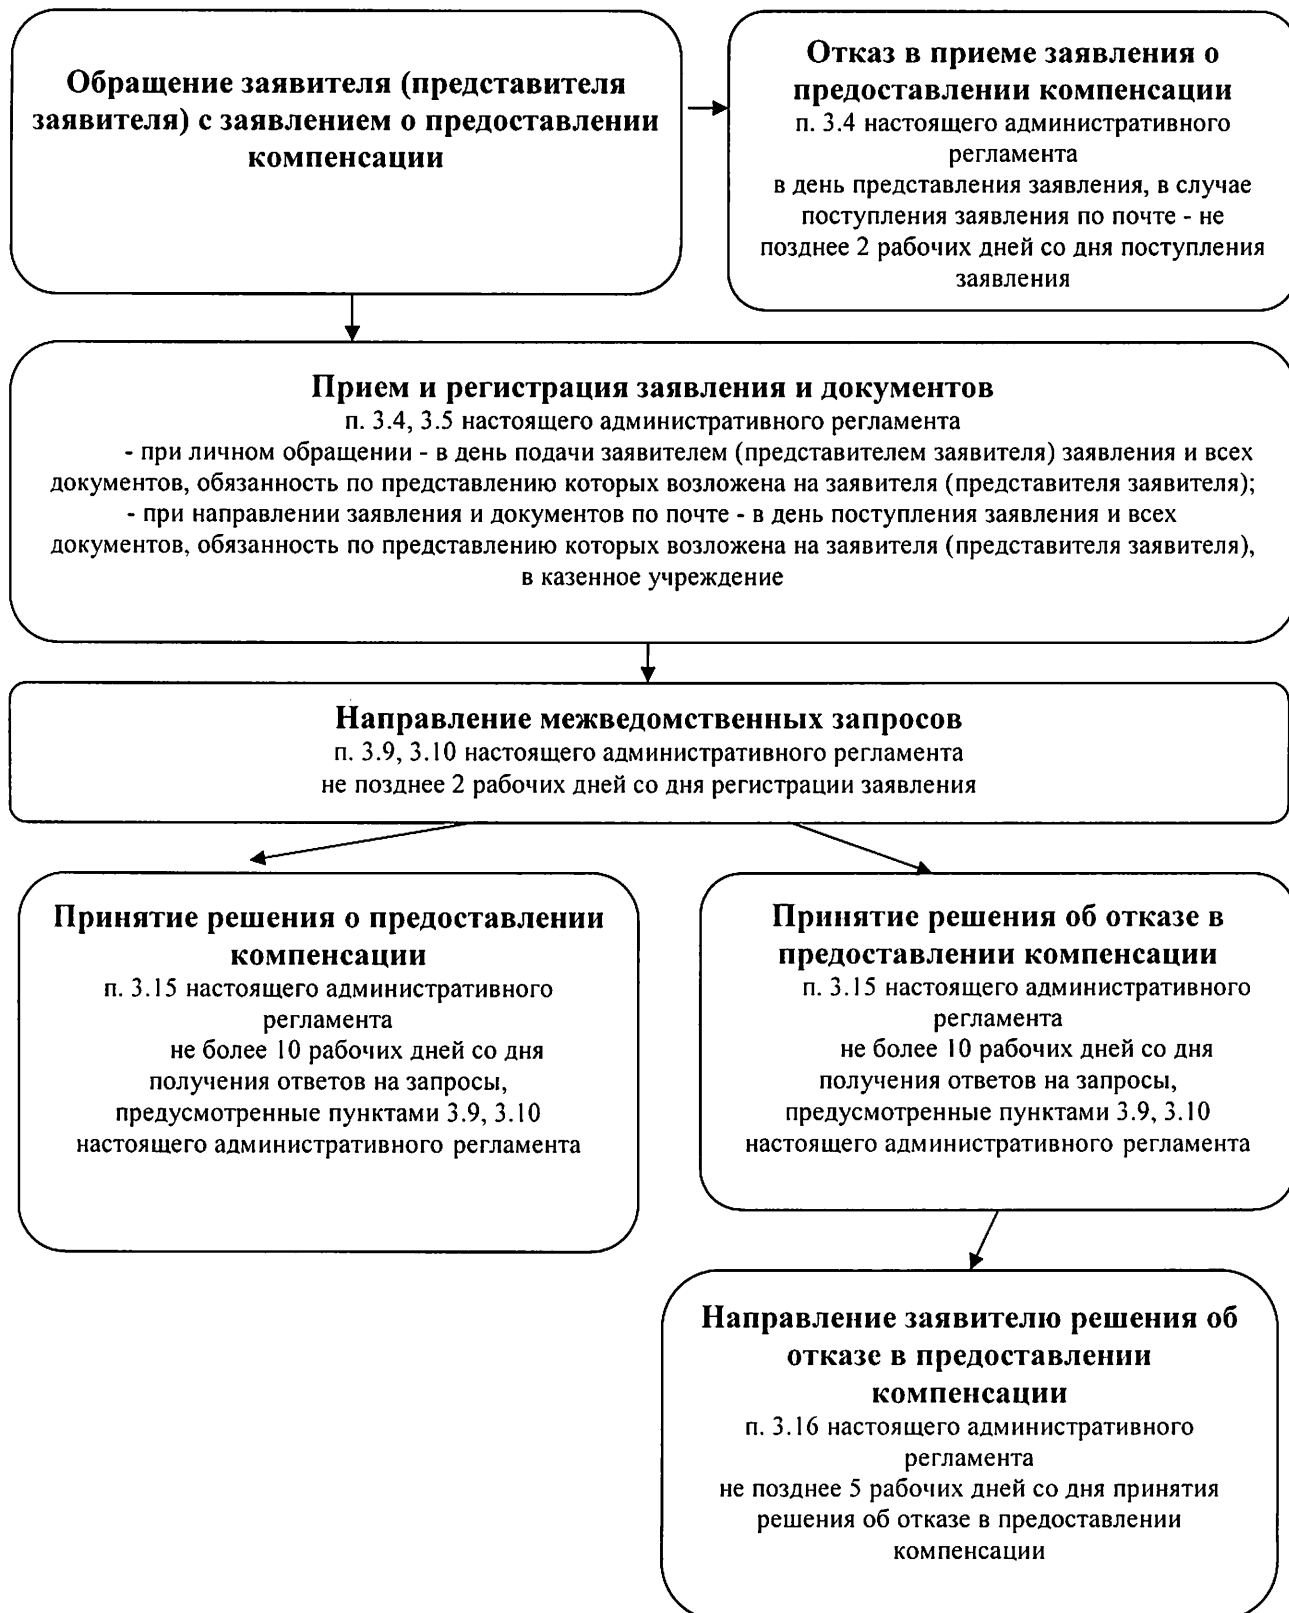 Обращение заявителя (представителя
заявителя) с заявлением о предоставлении
компенсации
Отказ в приеме заявления о
предоставлении компенсации
п. 3.4 настоящего административного
регламента
в день представления заявления, в случае
поступления заявления по почте - не
позднее 2 рабочих дней со дня поступления
заявления
Прием и регистрация заявления и документов
п. 3.4, 3.5 настоящего административного регламента
- при личном обращении - в день подачи заявителем (представителем заявителя) заявления и всех
документов, обязанность по представлению которых возложена на заявителя (представителя заявителя);
- при направлении заявления и документов по почте - в день поступления заявления и всех
документов, обязанность по представлению которых возложена на заявителя (представителя заявителя),
в казенное учреждение
Направление межведомственных запросов
п. 3.9, 3.10 настоящего административного регламента
не позднее 2 рабочих дней со дня регистрации заявления
Принятие решения о предоставлении
компенсации
п. 3.15 настоящего административного
регламента
не более 10 рабочих дней со дня
получения ответов на запросы,
предусмотренные пунктами 3.9, 3.10
настоящего административного регламента
Принятие решения об отказе в
предоставлении компенсации
п. 3.15 настоящего административного
регламента
не более 10 рабочих дней со дня
получения ответов на запросы,
предусмотренные пунктами 3.9, 3.10
настоящего административного регламента
Направление заявителю решения об
отказе в предоставлении
компенсации
п. 3.16 настоящего административного
регламента
не позднее 5 рабочих дней со дня принятия
решения об отказе в предоставлении
компенсации